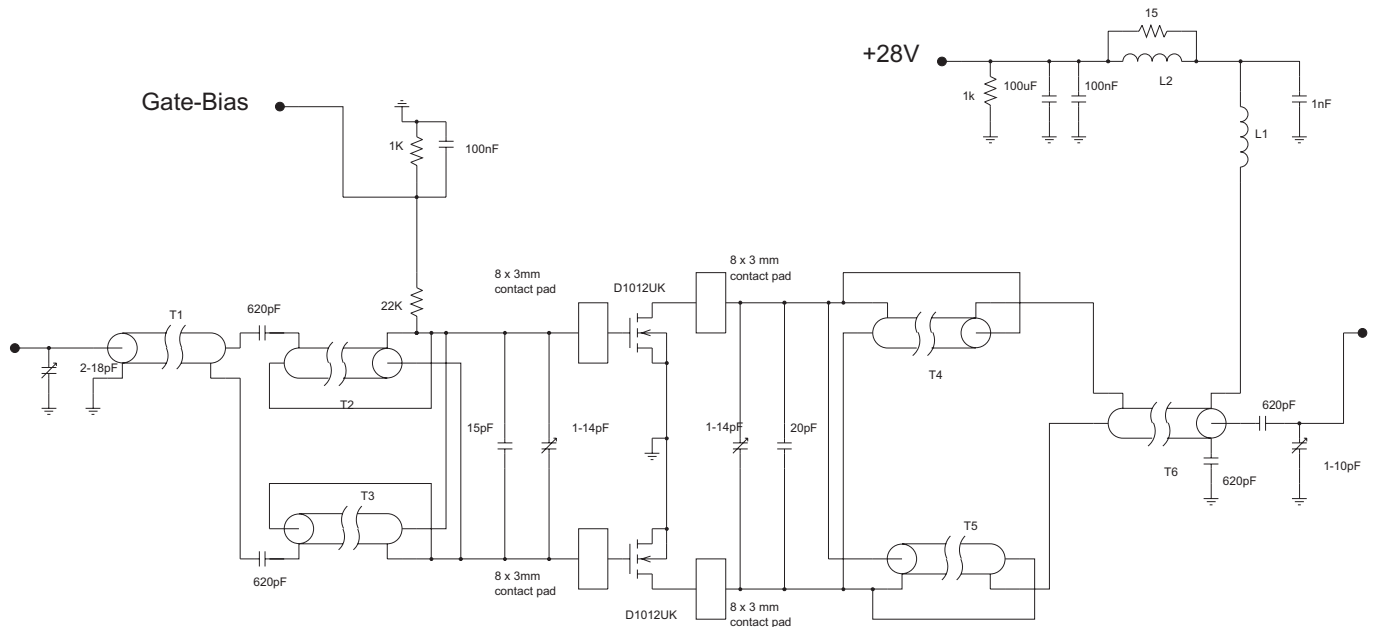 15
+28V
L2
1k
100uF
100nF
1nF
Gate-Bias
L1
1K
100nF
8 x 3 mm
contact pad
8 x 3mm
contact pad
D1012UK
22K
620pF
T1
2-18pF
T2
T4
620pF
15pF
1-14pF
1-14pF
20pF
T6
1-10pF
620pF
T3
T5
620pF
8 x 3mm
contact pad
D1012UK
8 x 3 mm
contact pad